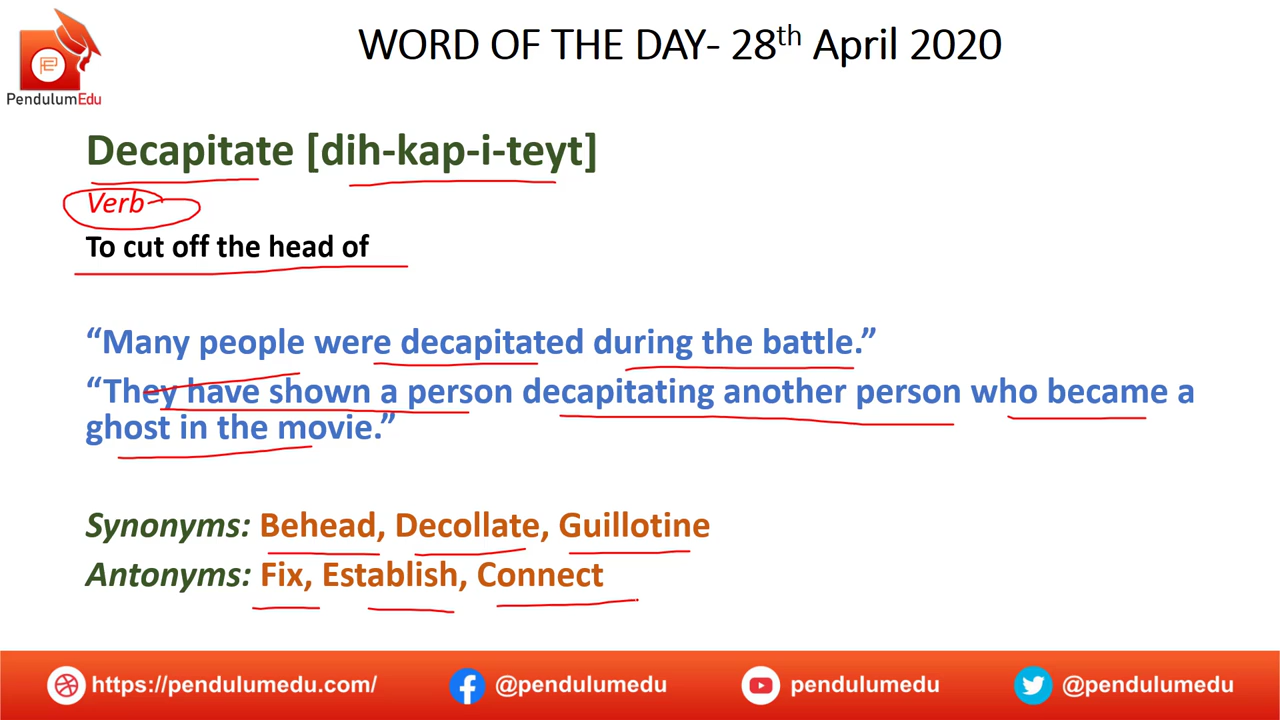 PendulumEdu
WORD OF THE DAY- 28th April 2020
Decapitate [dih-kap-i-teyt]
Verb
To cut off the head of
“Many people were decapitated during the battle.”
“They have shown a person decapitating another person who became a
ghost in the movie.”
Synonyms: Behead, Decollate, Guillotine
Antonyms: Fix, Establish, Connect
https://pendulumedu.com/ @pendulumedu pendulumedu @pendulumedu